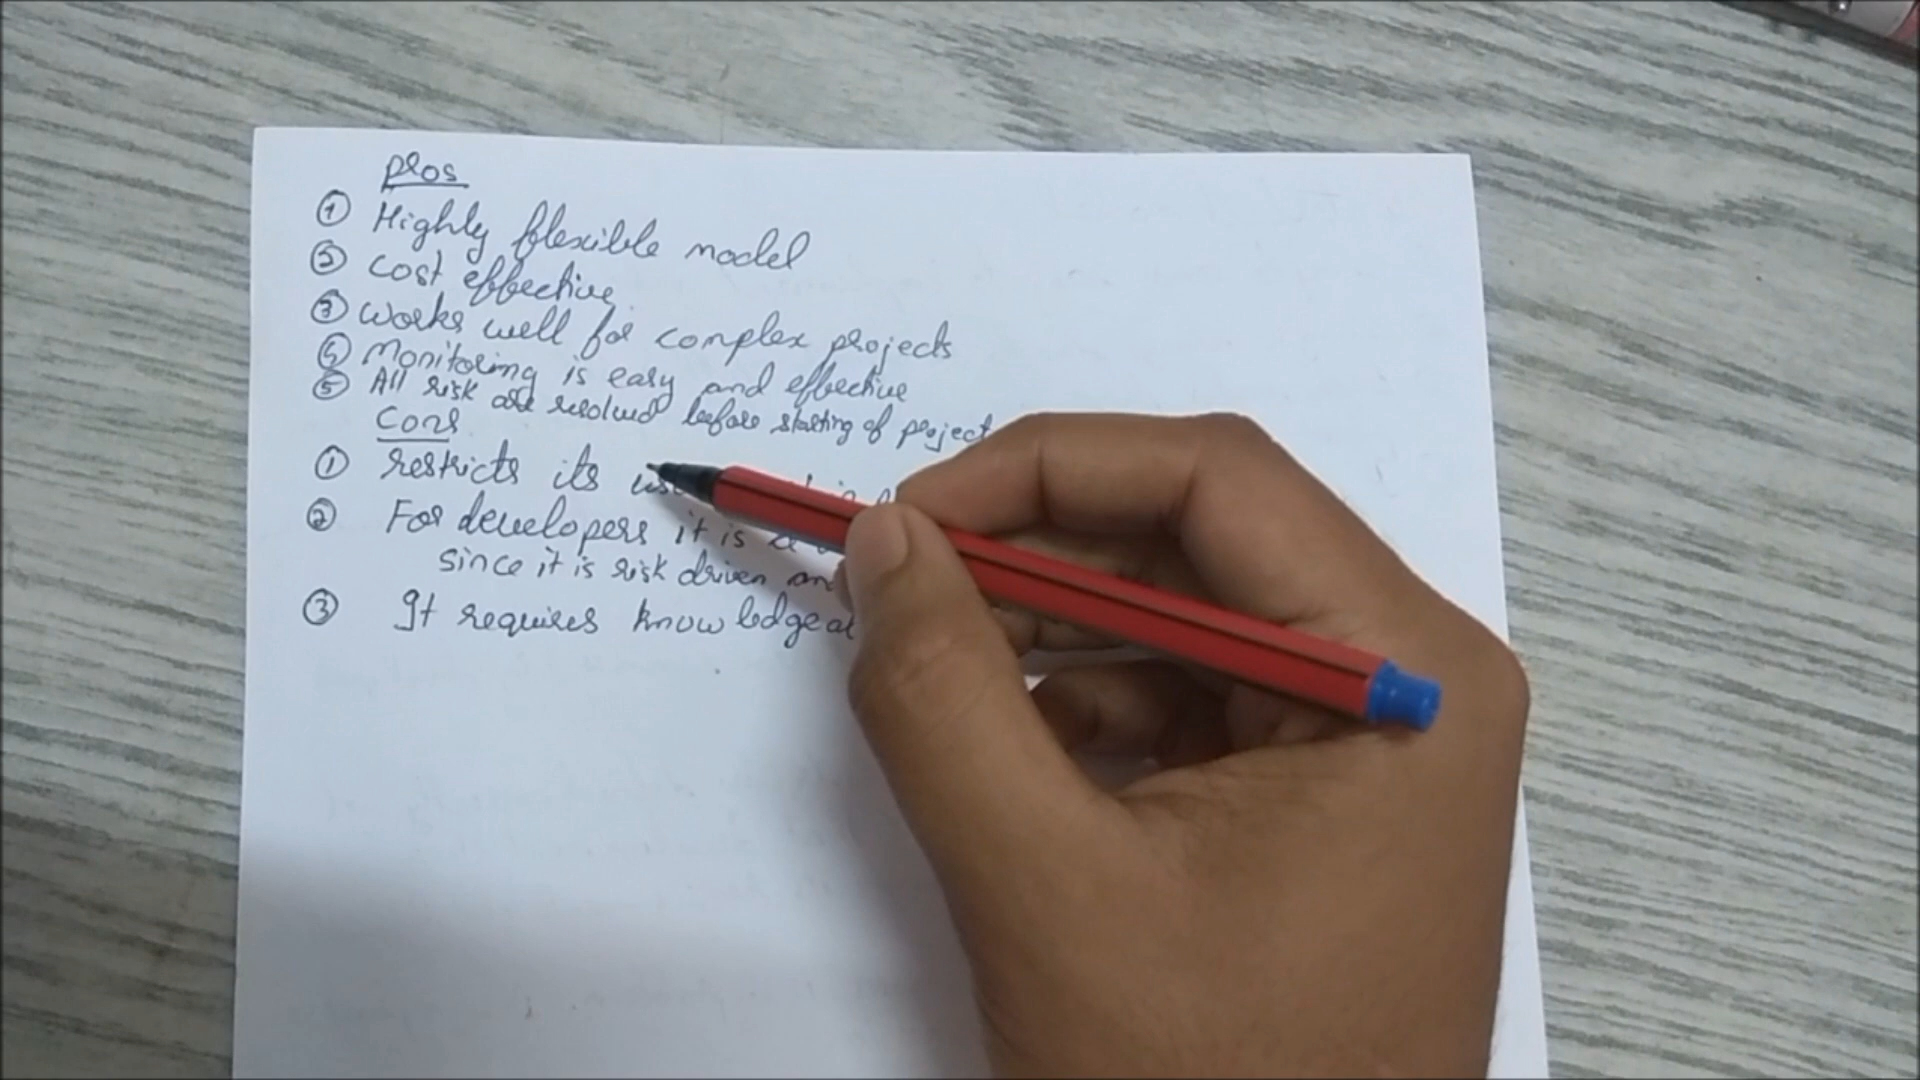 Pros
① Highly flexible model
② Cost effective
③ Works well for complex projects
④ Monitoring is easy and effective
⑤ All risk are resolved before starting of project
Cons
① restricts its
② For developers it is a
since it is risk driven
③ It requires knowledge